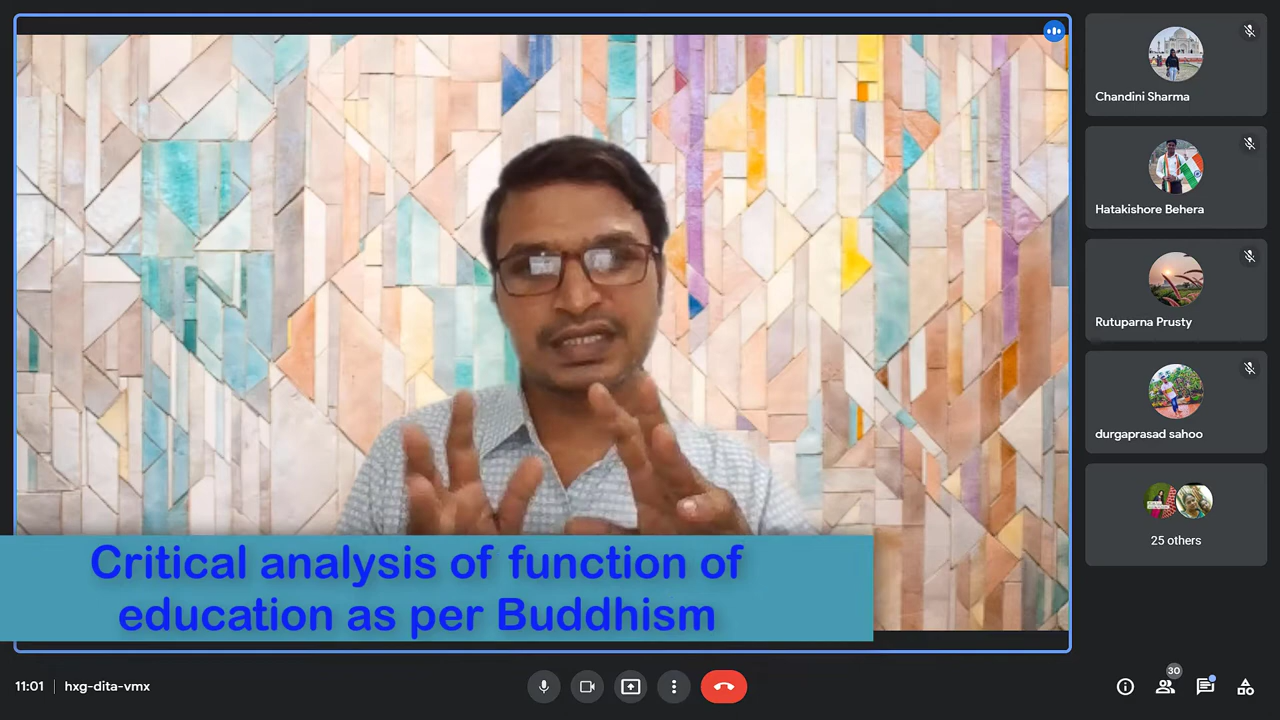 Chandini Sharma
Hatakishore Behera
Rutuparna Prusty
durgaprasad sahoo
25 others
Critical analysis of function of
education as per Buddhism
11:01 | hxg-dita-vmx
30